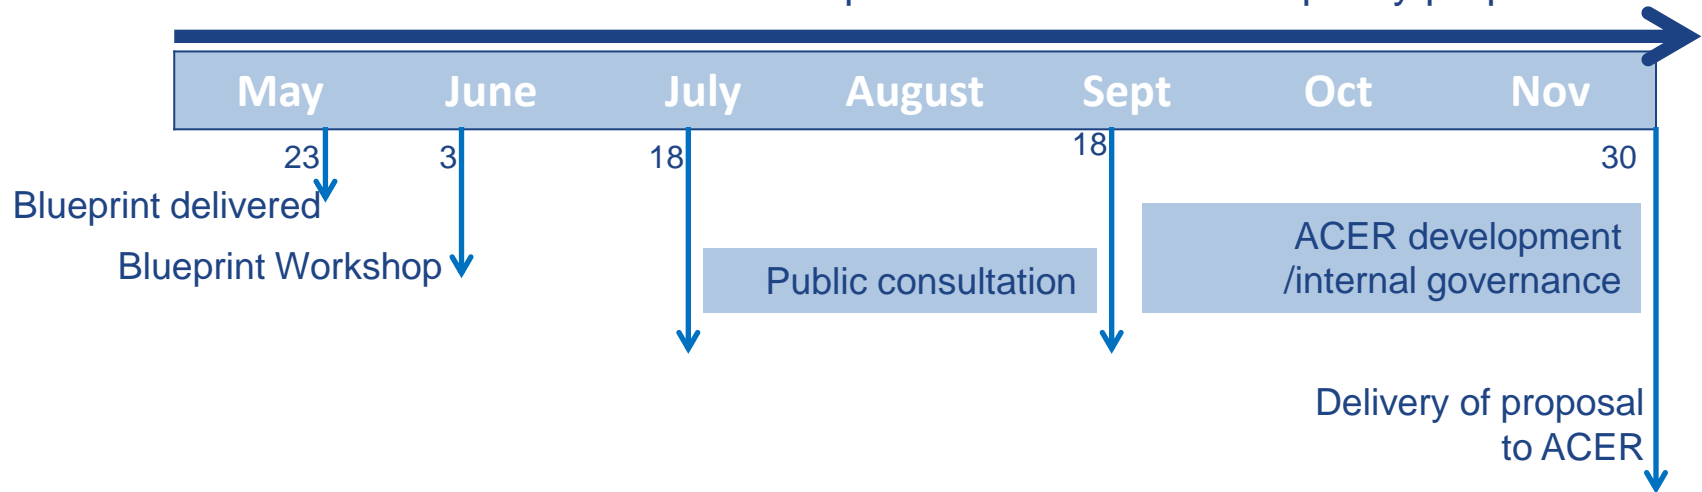 May June July August Sept Oct Nov
23 3 18 18 30
Blueprint delivered
Blueprint Workshop
Public consultation
ACER development
/internal governance
Delivery of proposal
to ACER